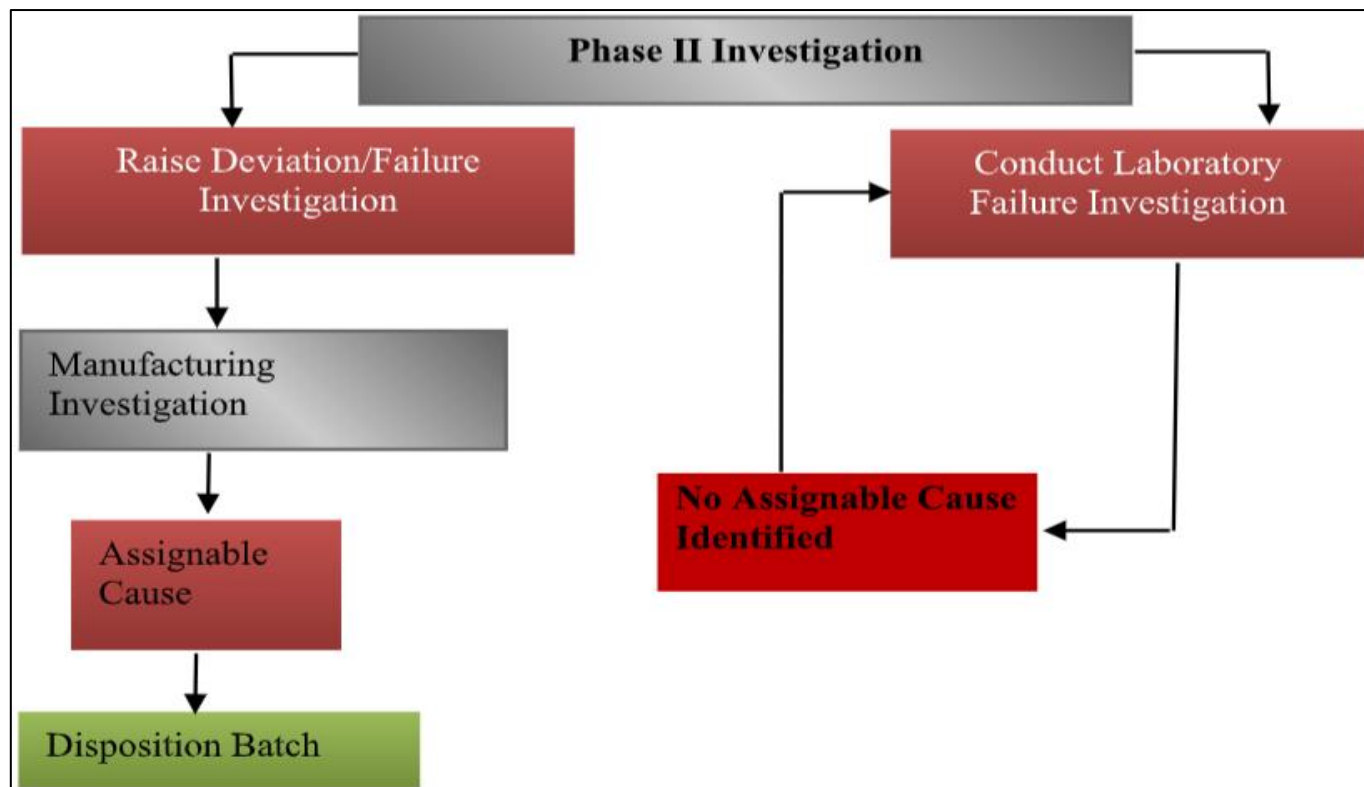 Phase II Investigation
Raise Deviation/Failure
Investigation
Conduct Laboratory
Failure Investigation
Manufacturing
Investigation
No Assignable Cause
Identified
Assignable
Cause
Disposition Batch